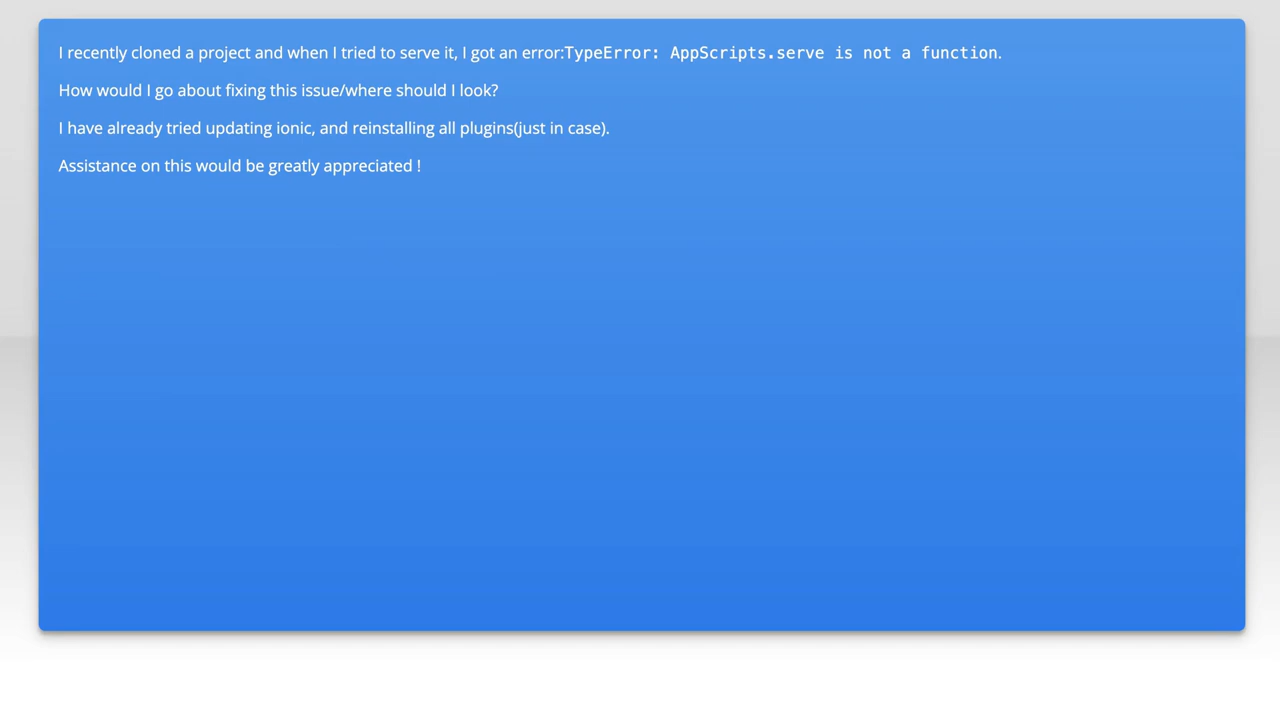 I recently cloned a project and when I tried to serve it, I got an error:TypeError: AppScripts.serve is not a function.
How would I go about fixing this issue/where should I look?
I have already tried updating ionic, and reinstalling all plugins(just in case).
Assistance on this would be greatly appreciated !